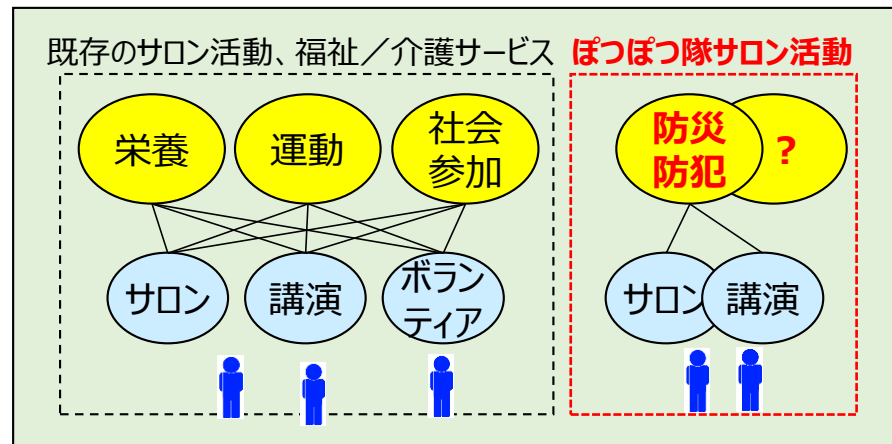 既存のサロン活動、福祉／介護サービス
ぽつぽつ隊サロン活動
栄養
運動
社会
参加
防災
防犯
？
サロン
講演
ボラン
ティア
サロン
講演